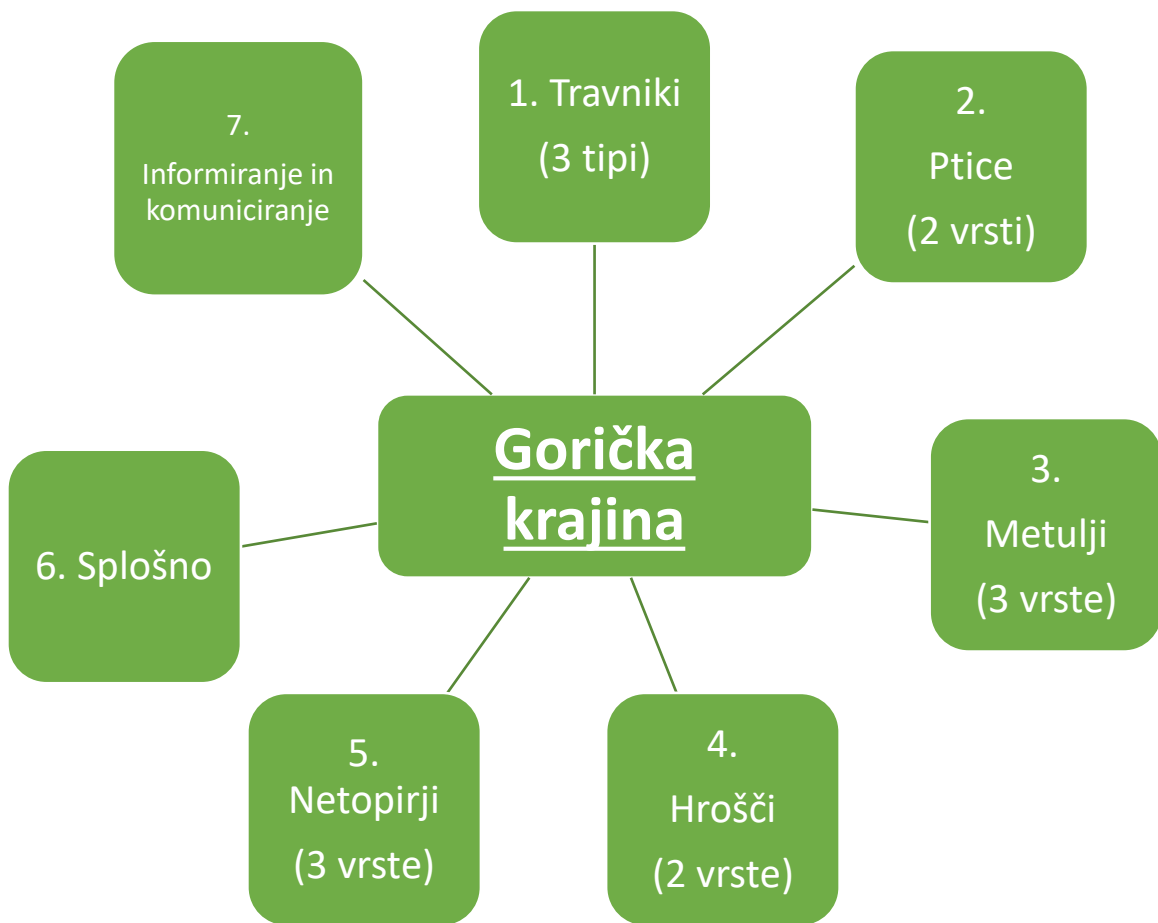 Gorička
krajina
1. Travniki
(3 tipi)
2.
Ptice
(2 vrsti)
3.
Metulji
(3 vrste)
4.
Hrošči
(2 vrste)
5.
Netopirji
(3 vrste)
6. Splošno
7.
Informiranje in
komuniciranje